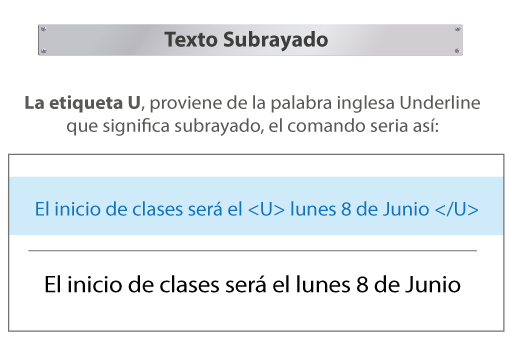 Texto Subrayado
La etiqueta U, proviene de la palabra inglesa Underline
que significa subrayado, el comando seria así:
El inicio de clases será el <U> lunes 8 de Junio </U>
El inicio de clases será el lunes 8 de Junio